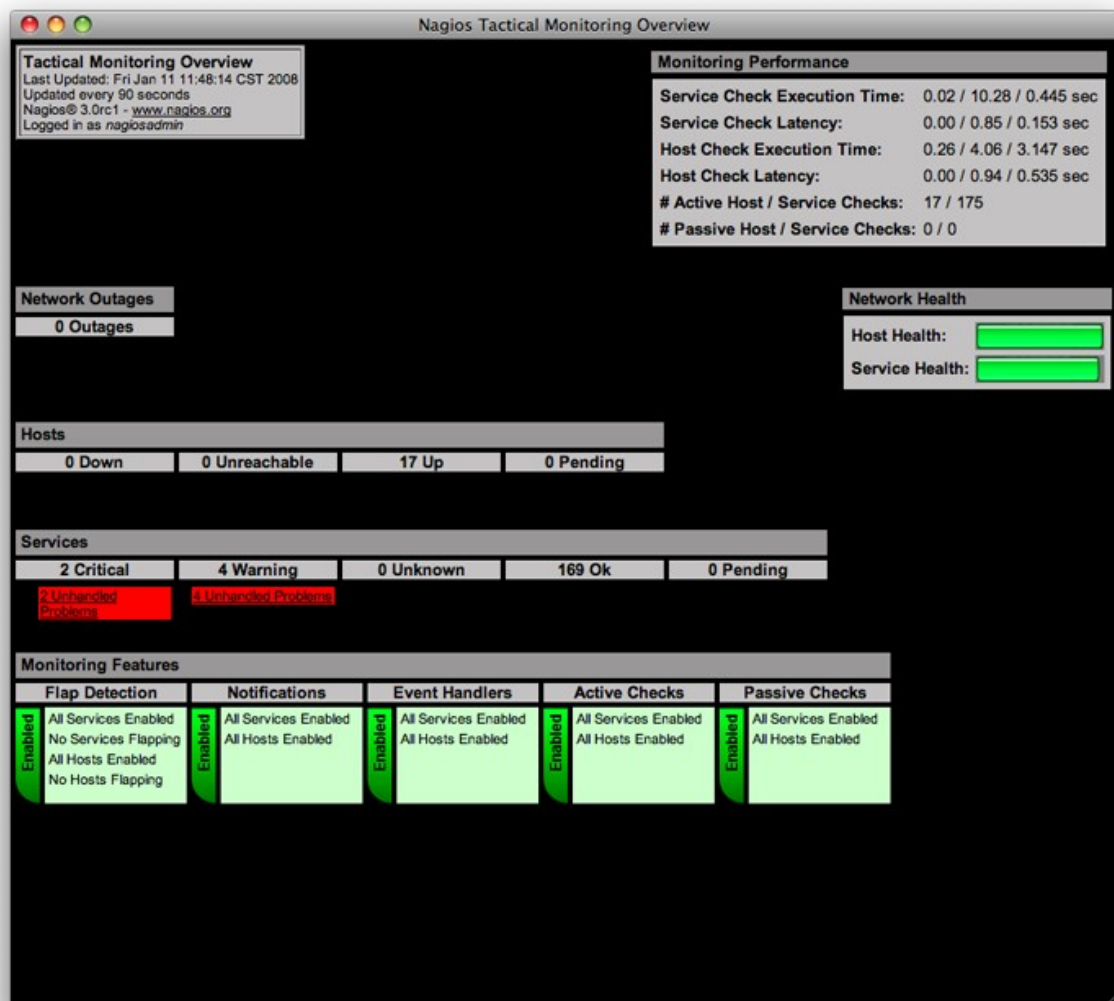 Nagios Tactical Monitoring Overview
Tactical Monitoring Overview
Last Updated: Fri Jan 11 11:48:14 CST 2008
Updated every 90 seconds
Nagios® 3.0rc1 - www.nagios.org
Logged in as nagiosadmin
Monitoring Performance
Service Check Execution Time: 0.02 / 10.28 / 0.445 sec
Service Check Latency: 0.00 / 0.85 / 0.153 sec
Host Check Execution Time: 0.26 / 4.06 / 3.147 sec
Host Check Latency: 0.00 / 0.94 / 0.535 sec
# Active Host / Service Checks: 17 / 175
# Passive Host / Service Checks: 0 / 0
Network Outages
0 Outages
Network Health
Host Health:
Service Health:
Hosts
0 Down 0 Unreachable 17 Up 0 Pending
Services
2 Critical 4 Warning 0 Unknown 169 Ok 0 Pending
2 Unhandled
Problems
4 Unhandled Problems
Monitoring Features
Flap Detection Notifications Event Handlers Active Checks Passive Checks
Enabled
All Services Enabled
No Services Flapping
All Hosts Enabled
No Hosts Flapping
Enabled
All Services Enabled
All Hosts Enabled
Enabled
All Services Enabled
All Hosts Enabled
Enabled
All Services Enabled
All Hosts Enabled
Enabled
All Services Enabled
All Hosts Enabled